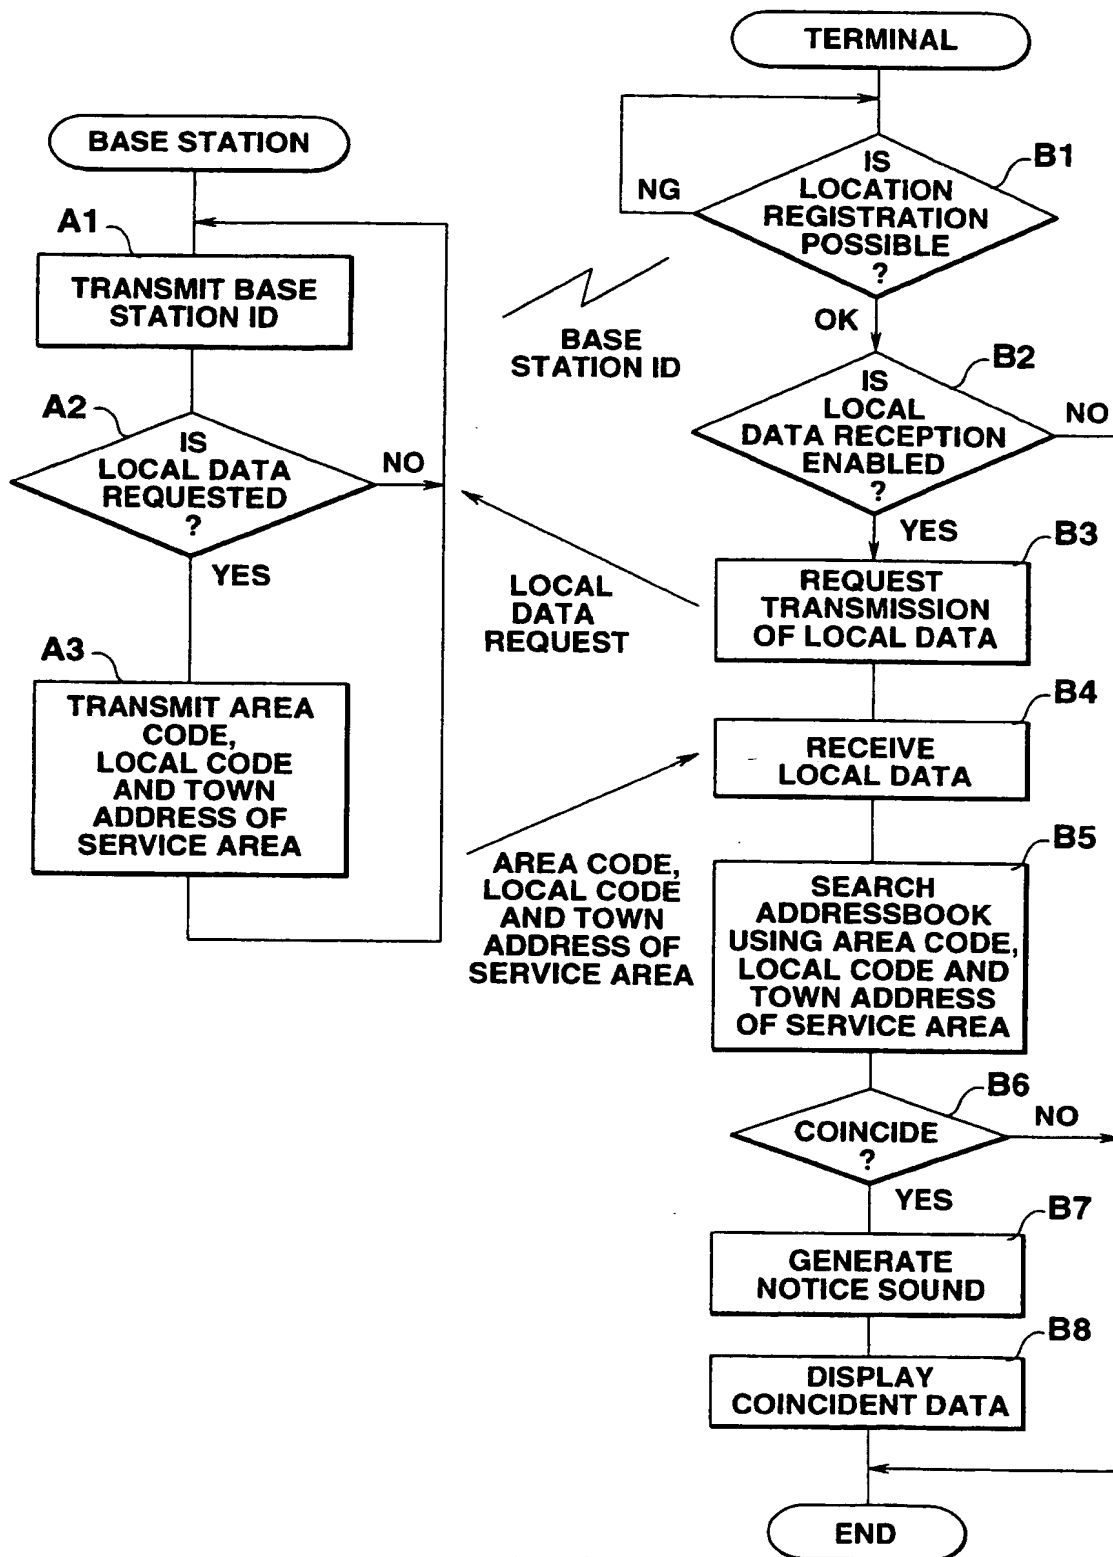 BASE STATION
A1
TRANSMIT BASE
STATION ID
A2
IS
LOCAL DATA
REQUESTED
?
NO
YES
A3
TRANSMIT AREA
CODE,
LOCAL CODE
AND TOWN
ADDRESS OF
SERVICE AREA
BASE
STATION ID
LOCAL
DATA
REQUEST
AREA CODE,
LOCAL CODE
AND TOWN
ADDRESS OF
SERVICE AREA
TERMINAL
B1
IS
LOCATION
REGISTRATION
POSSIBLE
?
NG
OK
B2
IS
LOCAL
DATA RECEPTION
ENABLED
?
NO
YES
B3
REQUEST
TRANSMISSION
OF LOCAL DATA
B4
RECEIVE
LOCAL DATA
B5
SEARCH
ADDRESSBOOK
USING AREA CODE,
LOCAL CODE AND
TOWN ADDRESS
OF SERVICE AREA
B6
COINCIDE
?
NO
YES
B7
GENERATE
NOTICE SOUND
B8
DISPLAY
COINCIDENT DATA
END